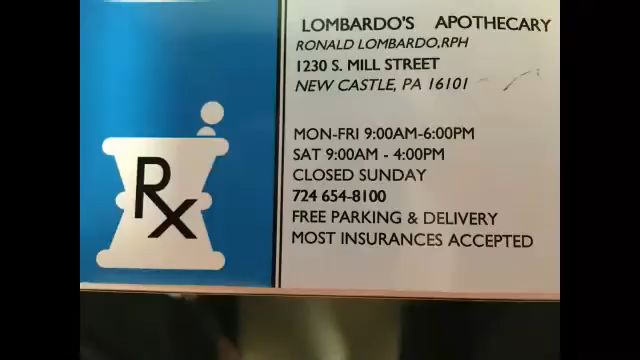 LOMBARDO'S APOTHECARY
RONALD LOMBARDO,RPH
1230 S. MILL STREET
NEW CASTLE, PA 16101
MON-FRI 9:00AM-6:00PM
SAT 9:00AM - 4:00PM
CLOSED SUNDAY
724 654-8100
FREE PARKING & DELIVERY
MOST INSURANCES ACCEPTED
Rx